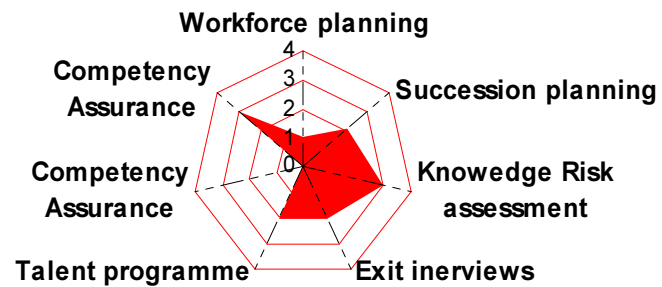 Workforce planning
4
3
2
1
0
Competency
Assurance
Succession planning
Competency
Assurance
Knowedge Risk
assessment
Talent programme
Exit inerviews